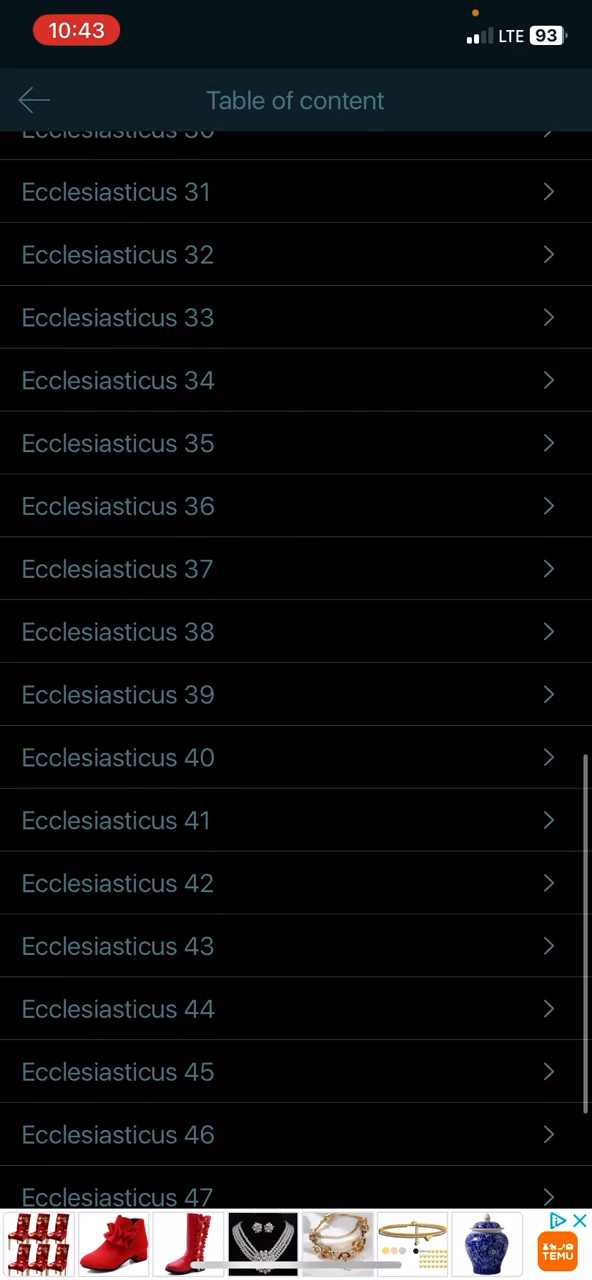 10:43
LTE 93
Table of content
Ecclesiasticus 30
Ecclesiasticus 31
Ecclesiasticus 32
Ecclesiasticus 33
Ecclesiasticus 34
Ecclesiasticus 35
Ecclesiasticus 36
Ecclesiasticus 37
Ecclesiasticus 38
Ecclesiasticus 39
Ecclesiasticus 40
Ecclesiasticus 41
Ecclesiasticus 42
Ecclesiasticus 43
Ecclesiasticus 44
Ecclesiasticus 45
Ecclesiasticus 46
Ecclesiasticus 47
TEMU